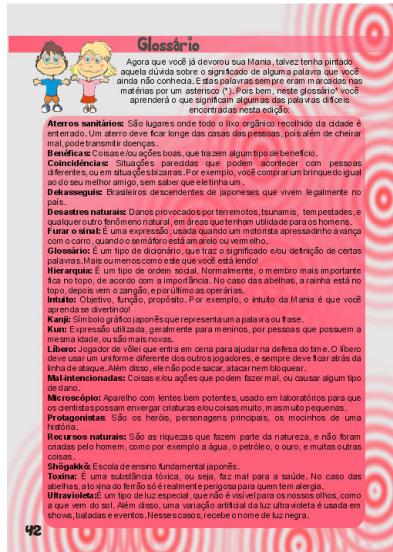 Glossário
Agora que você já devorou sua Mania, talvez tenha pintado
aquela dúvida sobre o significado de alguma palavra que você
ainda não conhecia. Estas palavras sempre eram marcadas nas
matérias por um asterisco (*). Pois bem, neste glossário* você
aprenderá o que significam algumas das palavras difíceis
encontradas nesta edição:
Aterros sanitários: São lugares onde todo o lixo orgânico recolhido da cidade é
enterrado. Um aterro deve ficar longe das casas das pessoas, pois além de cheirar
mal, pode transmitir doenças.
Benéficas: Coisas e/ou ações boas, que trazem algum tipo de benefício.
Coincidências: Situações parecidas que podem acontecer com pessoas
diferentes, ou em situações bizarras. Por exemplo, você comprar um brinquedo igual
ao do seu melhor amigo, sem saber que ele tinha um.
Dekasseguis: Brasileiros descendentes de japoneses que vivem legalmente no
país.
Desastres naturais: Danos provocados por terremotos, tsunamis, tempestades, e
qualquer outro fenômeno natural, em áreas que tenham utilidade para os homens.
Furar o sinal: É uma expressão, usada quando um motorista apressadinho avança
com o carro, quando o semáforo está amarelo ou vermelho.
Glossário: É um tipo de dicionário, que traz o significado e/ou definição de certas
palavras. Mais ou menos como este que você está lendo!
Hierarquia: É um tipo de ordem social. Normalmente, o membro mais importante
fica no topo, de acordo com a importância. No caso das abelhas, a rainha está no
topo, depois vem o zangão, e por último as operárias.
Intuito: Objetivo, função, propósito. Por exemplo, o intuito da Mania é que você
aprenda se divertindo!
Kanji: Símbolo gráfico japonês que representa uma palavra ou frase.
Kun: Expressão utilizada, geralmente para meninos, por pessoas que possuem a
mesma idade, ou são mais novas.
Líbero: Jogador de vôlei que entra em cena para ajudar na defesa do time. O líbero
deve usar um uniforme diferente dos outros jogadores, e sempre deve ficar atrás da
linha de ataque. Além disso, ele não pode sacar, atacar nem bloquear.
Mal-intencionadas: Coisas e/ou ações que podem fazer mal, ou causar algum tipo
de dano.
Microscópio: Aparelho com lentes bem potentes, usado em laboratórios para que
os cientistas possam enxergar criaturas e/ou coisas muito, mas muito pequenas.
Protagonistas: São os heróis, personagens principais, os mocinhos de uma
história.
Recursos naturais: São as riquezas que fazem parte da natureza, e não foram
criadas pelo homem, como por exemplo a água, o petróleo, o ouro, e muitas outras
coisas.
Shōgakkō: Escola de ensino fundamental japonês.
Toxina: É uma substância tóxica, ou seja, faz mal para a saúde. No caso das
abelhas, a toxina do ferrão só é realmente perigosa para quem tem alergia.
Ultravioleta: É um tipo de luz especial, que não é visível para os nossos olhos, como
a que vem do sol. Além disso, uma variação artificial da luz ultravioleta é usada em
shows, baladas e eventos. Nesses casos, recebe o nome de luz negra.
42